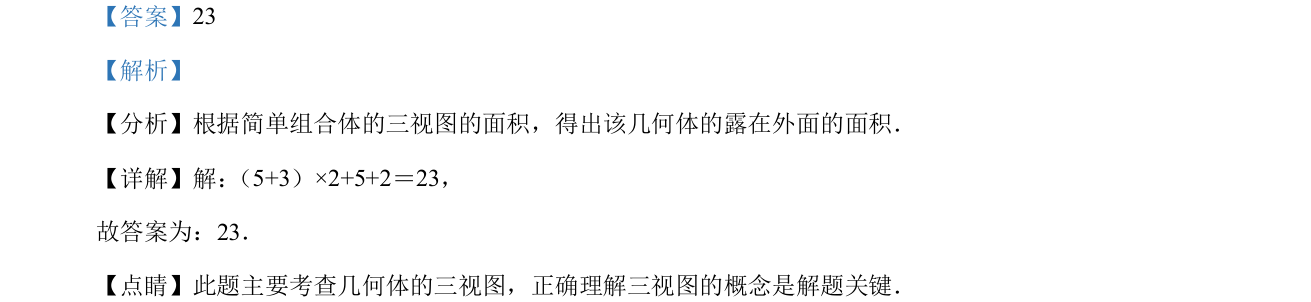 【答案】23
【解析】
【分析】根据简单组合体的三视图的面积，得出该几何体的露在外面的面积．
【详解】解：（5+3）×2+5+2＝23，
故答案为：23．
【点睛】此题主要考查几何体的三视图，正确理解三视图的概念是解题关键．